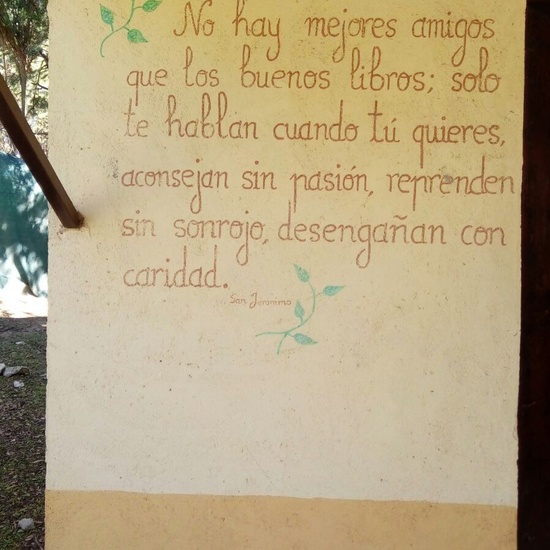 No hay mejores amigos
que los buenos libros; solo
te hablan cuando tú quieres,
aconsejan sin pasión, reprenden
sin sonrojo, desengañan con
caridad.
San Jerónimo